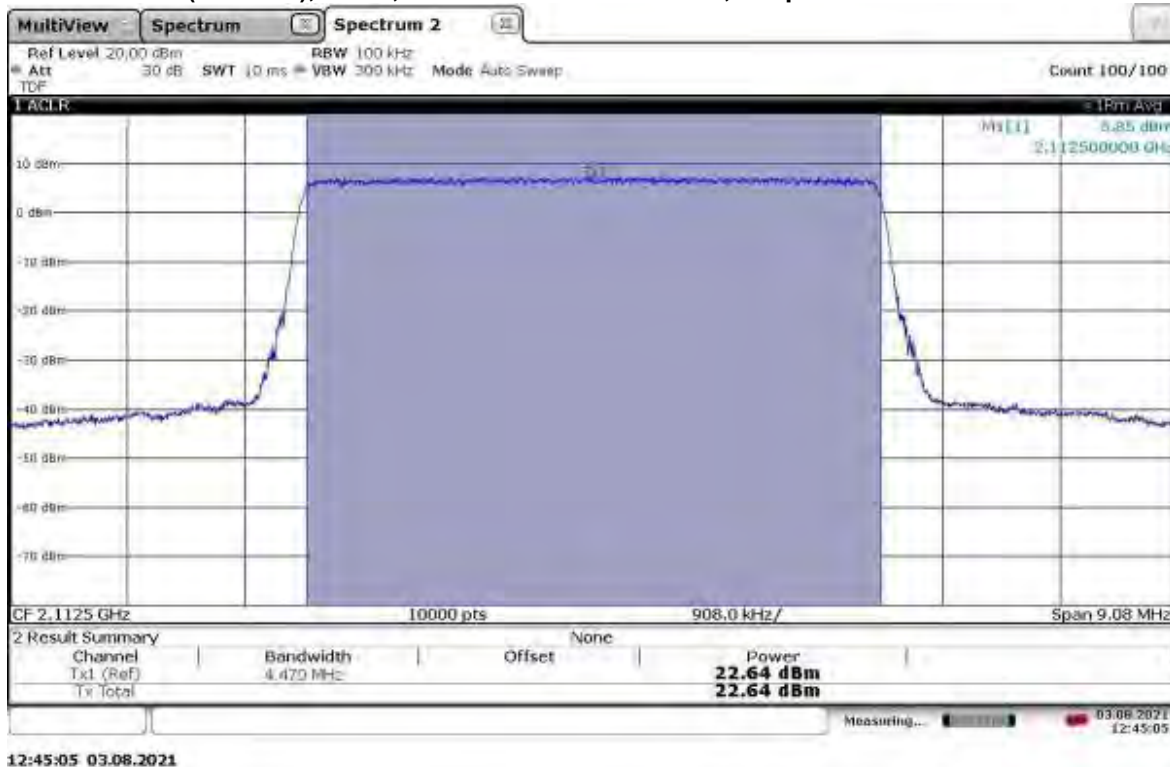 MultiView Spectrum Spectrum 2
Ref Level 20.00 dBm RBW 100 kHz
Att 30 dB SWT 10 ms VBW 300 kHz Mode Auto Sweep Count 100/100
TDF
1 ACLR 1Rm Avg
M1[1] 5.85 dBm
2.112500000 GHz
10 dBm
0 dBm
-10 dBm
-20 dBm
-30 dBm
-40 dBm
-50 dBm
-60 dBm
-70 dBm
CF 2.1125 GHz 10000 pts 908.0 kHz/ Span 9.08 MHz
2 Result Summary None
Channel Bandwidth Offset Power
Tx1 (Ref) 4.470 MHz 22.64 dBm
Tx Total 22.64 dBm
Measuring... 03.08.2021
12:45:05
12:45:05 03.08.2021